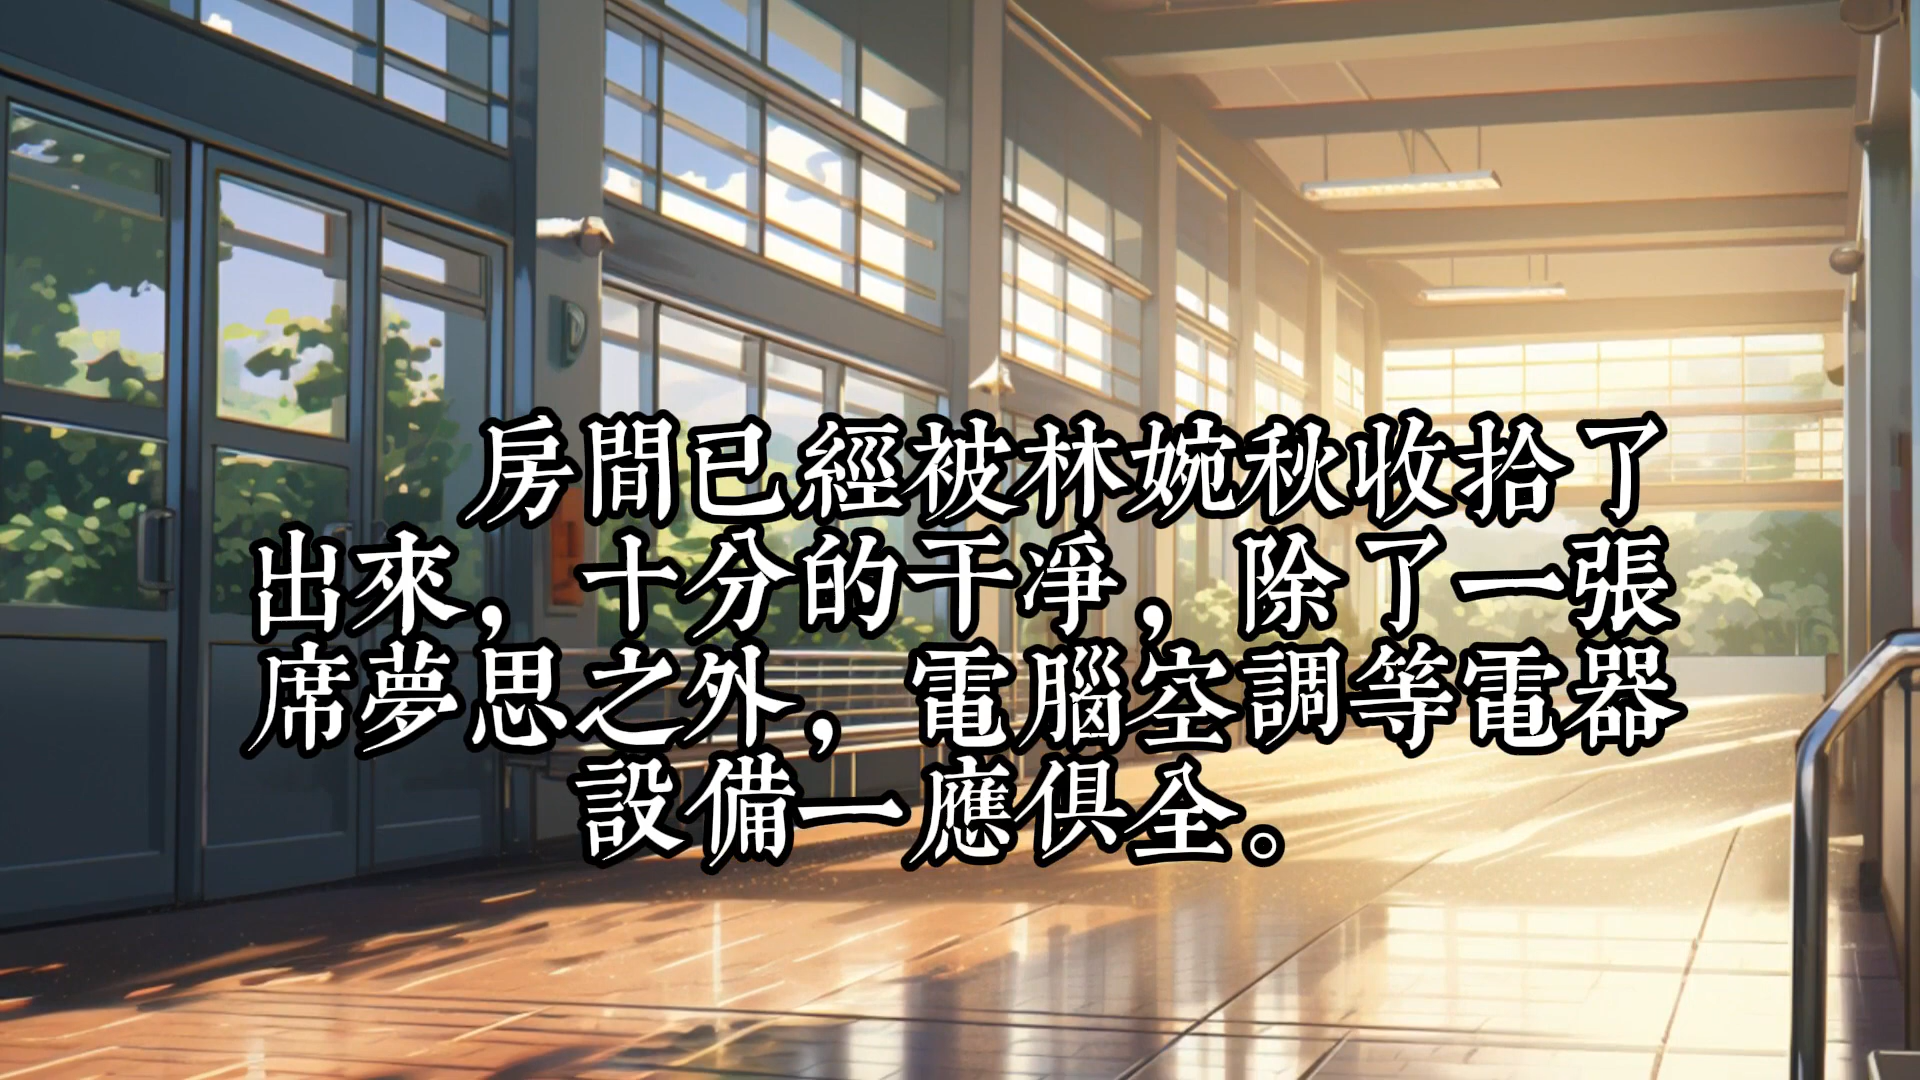 房間已經被林婉秋收拾了
出來，十分的干凈，除了一張
席夢思之外，電腦空調等電器
設備一應俱全。